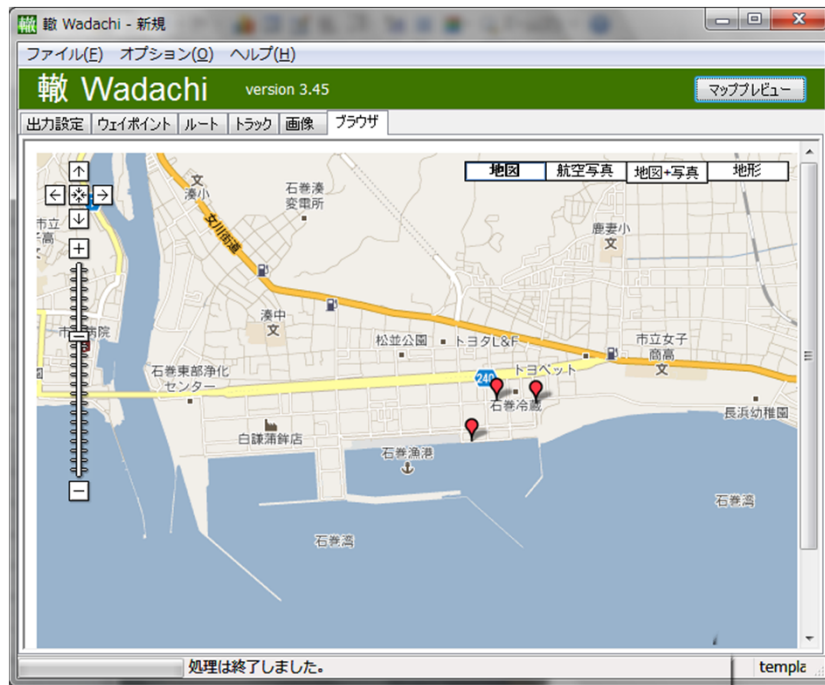 轍 Wadachi - 新規
ファイル(F) オプション(O) ヘルプ(H)
轍 Wadachi version 3.45 マッププレビュー
出力設定 ウェイポイント ルート トラック 画像 ブラウザ
地図 航空写真 地図+写真 地形
文
湊小
石巻湊
変電所
女川街道
鹿妻小
文
市立
湊中
文
松並公園
トヨタL&F
市立女子
商高
文
石巻東部浄化
センター
240
トヨペット
石巻冷蔵
長浜幼稚園
白謙蒲鉾店
石巻漁港
石巻湾
石巻湾
処理は終了しました。 templa